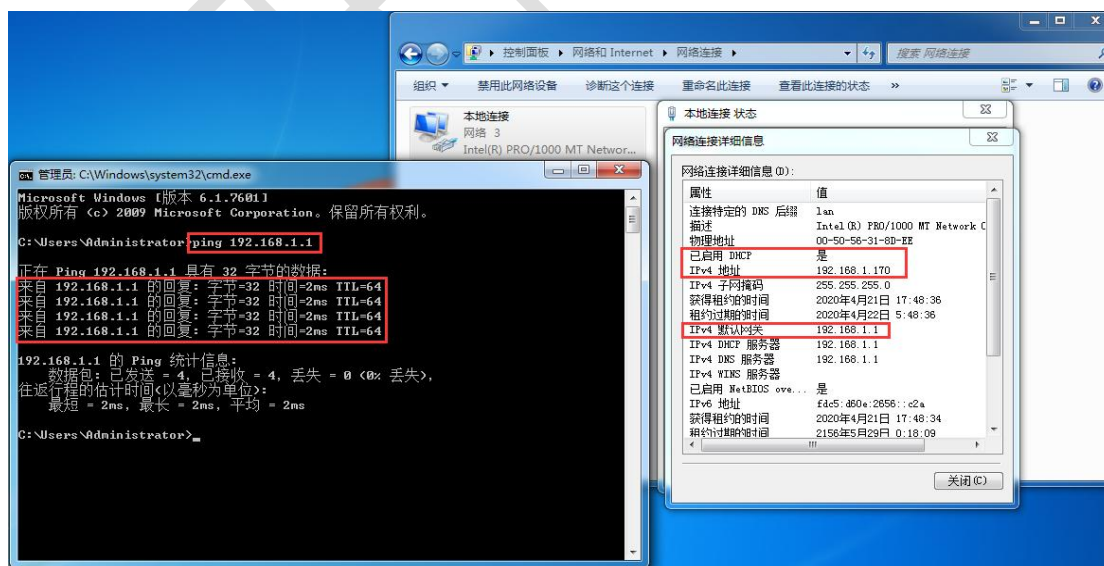 控制面板 ▸ 网络和 Internet ▸ 网络连接 ▸
搜索 网络连接
组织 ▼ 禁用此网络设备 诊断这个连接 重命名此连接 查看此连接的状态 »
本地连接
网络 3
Intel(R) PRO/1000 MT Networ...
本地连接 状态
网络连接详细信息
网络连接详细信息(D):
属性 值
连接特定的 DNS 后缀 lan
描述 Intel(R) PRO/1000 MT Network C
物理地址 00-50-56-31-8D-EE
已启用 DHCP 是
IPv4 地址 192.168.1.170
IPv4 子网掩码 255.255.255.0
获得租约的时间 2020年4月21日 17:48:36
租约过期的时间 2020年4月22日 5:48:36
IPv4 默认网关 192.168.1.1
IPv4 DHCP 服务器 192.168.1.1
IPv4 DNS 服务器 192.168.1.1
IPv4 WINS 服务器
已启用 NetBIOS ove... 是
IPv6 地址 fdc5:d60e:2656::c2a
获得租约的时间 2020年4月21日 17:48:34
租约过期的时间 2156年5月29日 0:18:09
关闭(C)
管理员: C:\Windows\system32\cmd.exe
Microsoft Windows [版本 6.1.7601]
版权所有 (c) 2009 Microsoft Corporation。保留所有权利。
C:\Users\Administrator>ping 192.168.1.1
正在 Ping 192.168.1.1 具有 32 字节的数据:
来自 192.168.1.1 的回复: 字节=32 时间=2ms TTL=64
来自 192.168.1.1 的回复: 字节=32 时间=2ms TTL=64
来自 192.168.1.1 的回复: 字节=32 时间=2ms TTL=64
来自 192.168.1.1 的回复: 字节=32 时间=2ms TTL=64
192.168.1.1 的 Ping 统计信息:
数据包: 已发送 = 4, 已接收 = 4, 丢失 = 0 (0% 丢失),
往返行程的估计时间(以毫秒为单位):
最短 = 2ms, 最长 = 2ms, 平均 = 2ms
C:\Users\Administrator>_